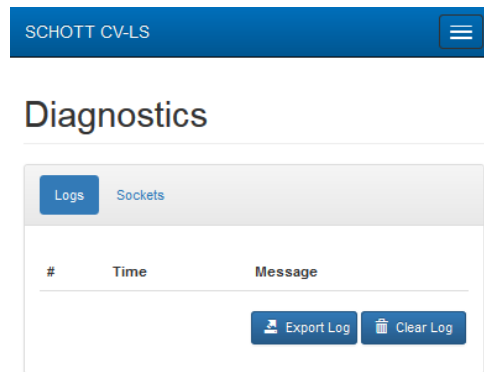 SCHOTT CV-LS
Diagnostics
Logs Sockets
# Time Message
Export Log Clear Log